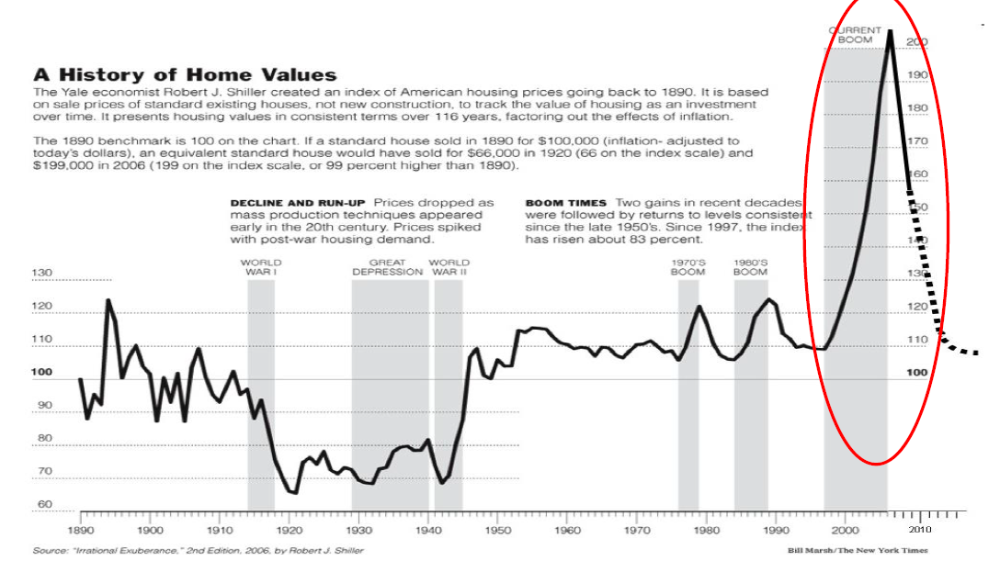 CURRENT
BOOM
A History of Home Values
The Yale economist Robert J. Shiller created an index of American housing prices going back to 1890. It is based
on sale prices of standard existing houses, not new construction, to track the value of housing as an investment
over time. It presents housing values in consistent terms over 116 years, factoring out the effects of inflation.
The 1890 benchmark is 100 on the chart. If a standard house sold in 1890 for $100,000 (inflation- adjusted to
today's dollars), an equivalent standard house would have sold for $66,000 in 1920 (66 on the index scale) and
$199,000 in 2006 (199 on the index scale, or 99 percent higher than 1890).
DECLINE AND RUN-UP Prices dropped as
mass production techniques appeared
early in the 20th century. Prices spiked
with post-war housing demand.
BOOM TIMES Two gains in recent decades
were followed by returns to levels consistent
since the late 1950's. Since 1997, the index
has risen about 83 percent.
WORLD
WAR I
GREAT
DEPRESSION
WORLD
WAR II
1970'S
BOOM
1980'S
BOOM
200
190
180
170
160
150
140
130
120
110
100
130
120
110
100
90
80
70
60
1890 1900 1910 1920 1930 1940 1950 1960 1970 1980 1990 2000 2010
Source: "Irrational Exuberance," 2nd Edition, 2006, by Robert J. Shiller
Bill Marsh/The New York Times